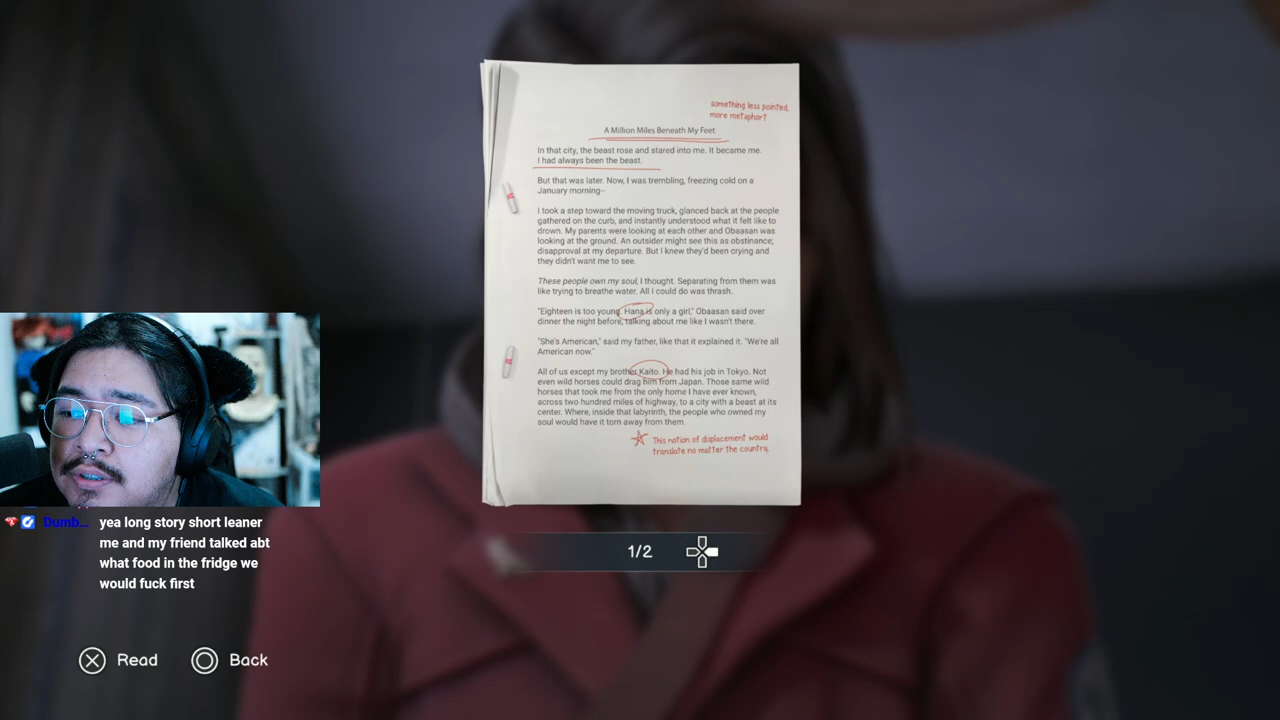 something less pointed,
more metaphor?
A Million Miles Beneath My Feet
In that city, the beast rose and stared into me. It became me.
I had always been the beast.
But that was later. Now, I was trembling, freezing cold on a
January morning--
I took a step toward the moving truck, glanced back at the people
gathered on the curb, and instantly understood what it felt like to
drown. My parents were looking at each other and Obaasan was
looking at the ground. An outsider might see this as obstinance;
disapproval at my departure. But I knew they'd been crying and
they didn't want me to see.
These people own my soul, I thought. Separating from them was
like trying to breathe water. All I could do was thrash.
"Eighteen is too young. Hana is only a girl," Obaasan said over
dinner the night before, talking about me like I wasn't there.
"She's American," said my father, like that it explained it. "We're all
American now."
All of us except my brother Kaito. He had his job in Tokyo. Not
even wild horses could drag him from Japan. Those same wild
horses that took me from the only home I have ever known,
across two hundred miles of highway, to a city with a beast at its
center. Where, inside that labyrinth, the people who owned my
soul would have it torn away from them.
This notion of displacement would
translate no matter the country.
1/2
Dumb...
yea long story short leaner
me and my friend talked abt
what food in the fridge we
would fuck first
Read
Back